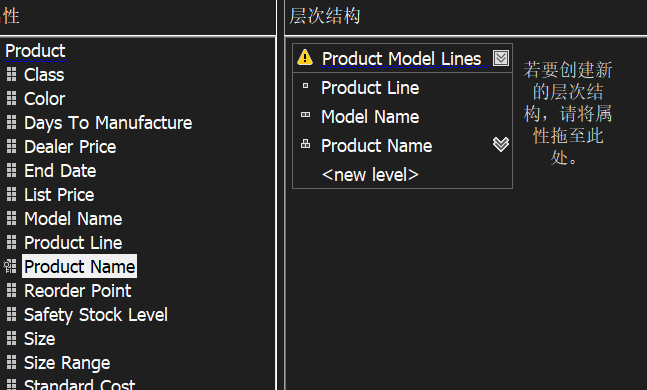 性
Product
Class
Color
Days To Manufacture
Dealer Price
End Date
List Price
Model Name
Product Line
Product Name
Reorder Point
Safety Stock Level
Size
Size Range
Standard Cost
层次结构
Product Model Lines
Product Line
Model Name
Product Name
<new level>
若要创建新
的层次结
构，请将属
性拖至此
处。